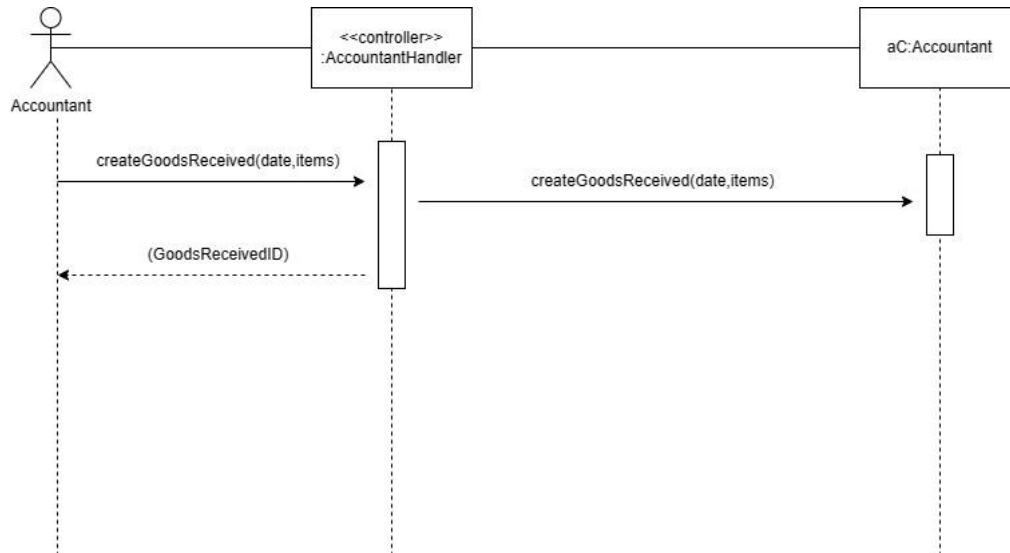 <<controller>>
:AccountantHandler
aC:Accountant
Accountant
createGoodsReceived(date,items)
createGoodsReceived(date,items)
(GoodsReceivedID)